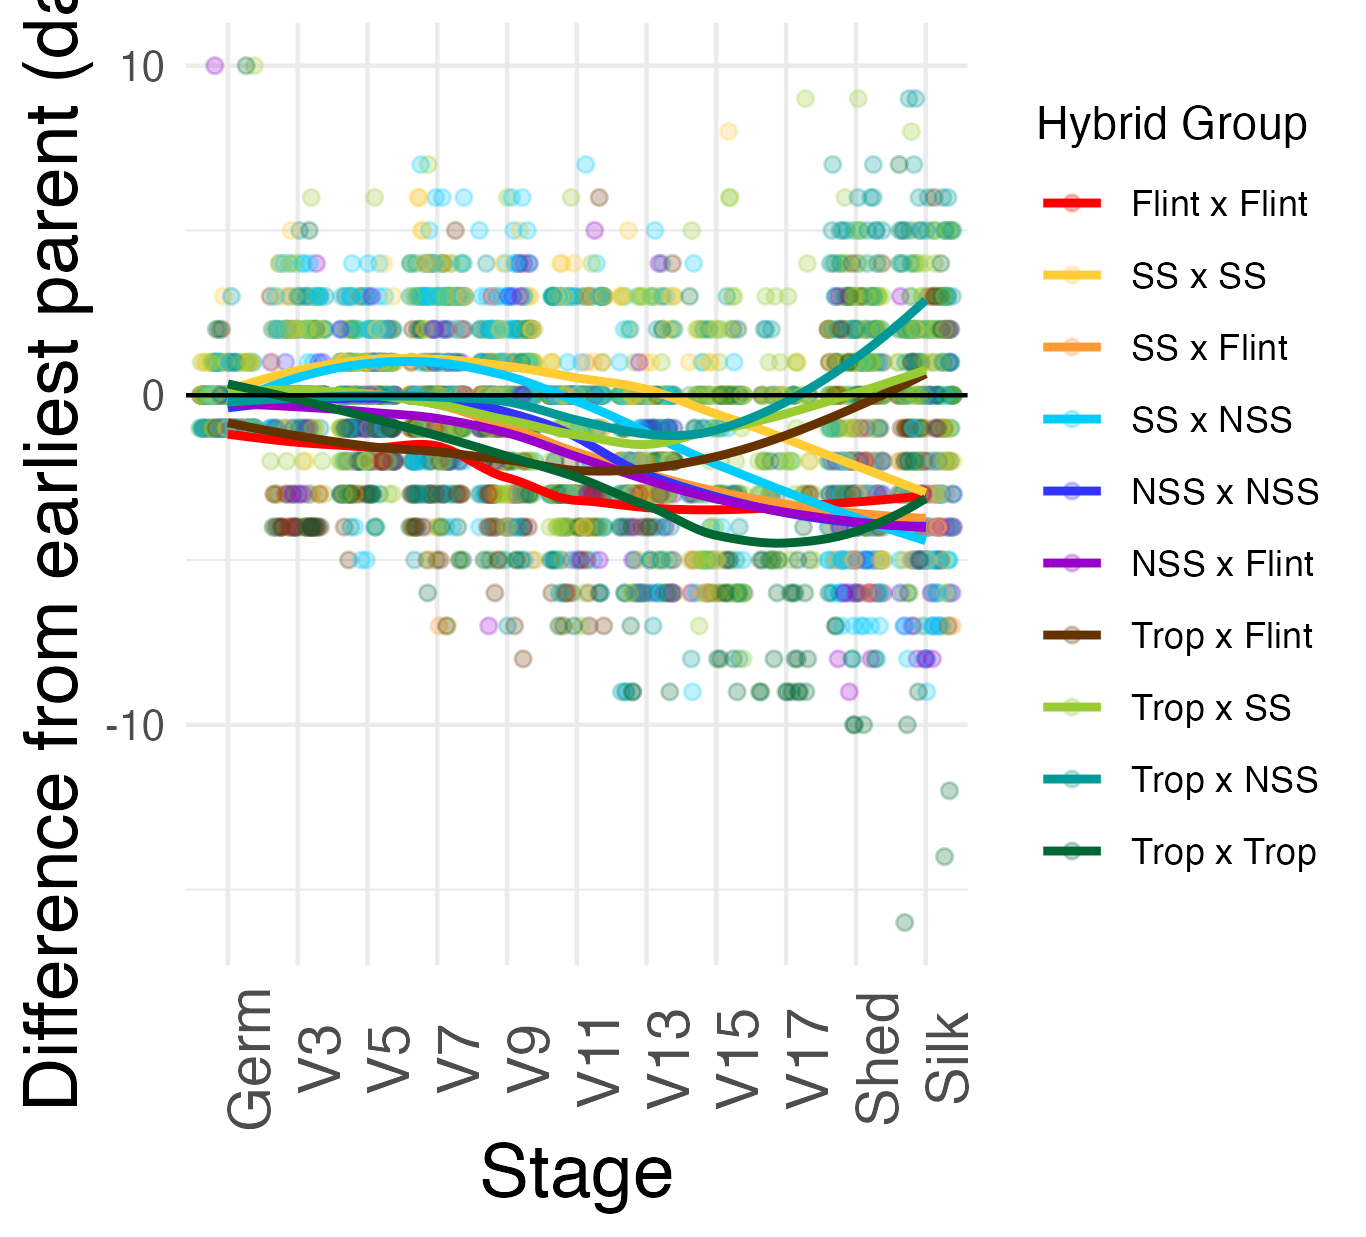 Difference from earliest parent (da
10
0
-10
Germ
V3
V5
V7
V9
V11
V13
V15
V17
Shed
Silk
Stage
Hybrid Group
Flint x Flint
SS x SS
SS x Flint
SS x NSS
NSS x NSS
NSS x Flint
Trop x Flint
Trop x SS
Trop x NSS
Trop x Trop